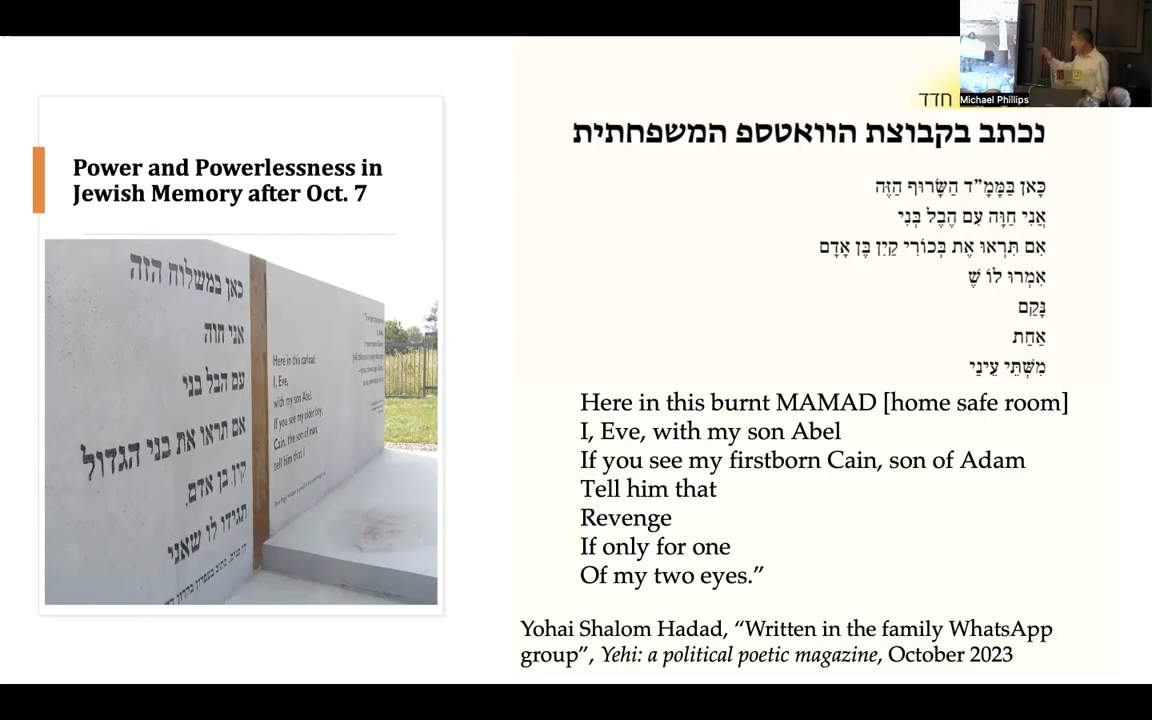 Power and Powerlessness in
Jewish Memory after Oct. 7
כאן במשלוח הזה
אני חוה
עם הבל בני
אם תראו את בני הגדול
קין בן אדם,
תגידו לו שאני
Here in this carload
I, Eve,
with my son Abel.
If you see my older boy,
Cain, the son of man,
tell him that I
חדד
Michael Phillips
נכתב בקבוצת הוואטספ המשפחתית
כָּאן בַּמָּמָ״ד הַשָּׂרוּף הַזֶּה
אֲנִי חַוָּה עִם הֶבֶל בְּנִי
אִם תִּרְאוּ אֶת בְּכוֹרִי קַיִן בֶּן אָדָם
אִמְרוּ לוֹ שֶׁ
נָּקַם
אַחַת
מִשְּׁתֵּי עֵינַי
Here in this burnt MAMAD [home safe room]
I, Eve, with my son Abel
If you see my firstborn Cain, son of Adam
Tell him that
Revenge
If only for one
Of my two eyes.”
Yohai Shalom Hadad, “Written in the family WhatsApp
group”, Yehi: a political poetic magazine, October 2023